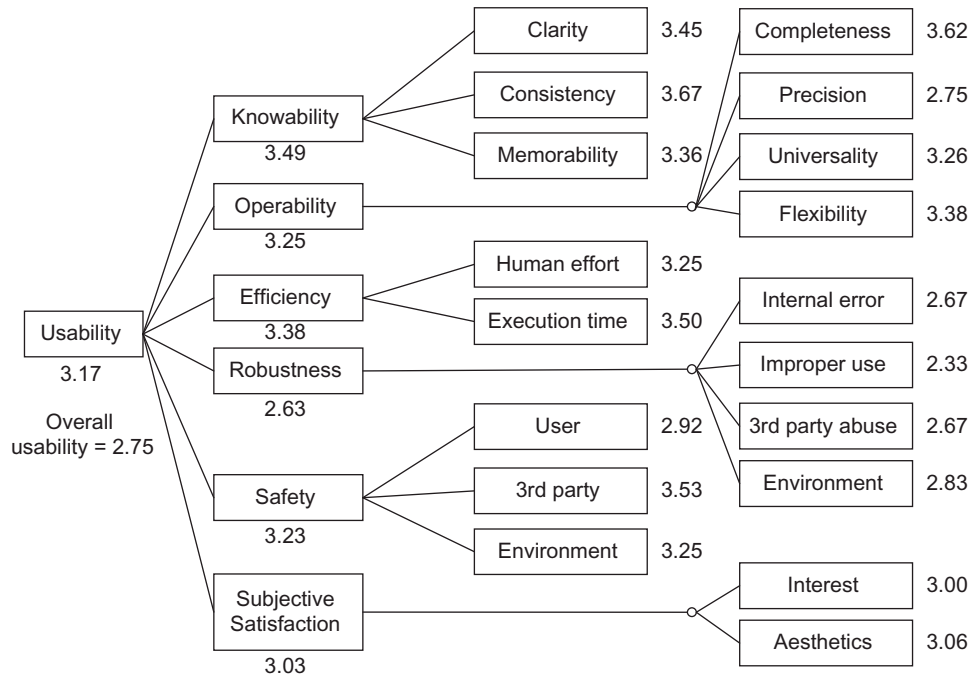 Usability
3.17
Overall
usability = 2.75
Knowability
3.49
Clarity 3.45
Consistency 3.67
Memorability 3.36
Operability
3.25
Completeness 3.62
Precision 2.75
Universality 3.26
Flexibility 3.38
Efficiency
3.38
Human effort 3.25
Execution time 3.50
Robustness
2.63
Internal error 2.67
Improper use 2.33
3rd party abuse 2.67
Environment 2.83
Safety
3.23
User 2.92
3rd party 3.53
Environment 3.25
Subjective
Satisfaction
3.03
Interest 3.00
Aesthetics 3.06